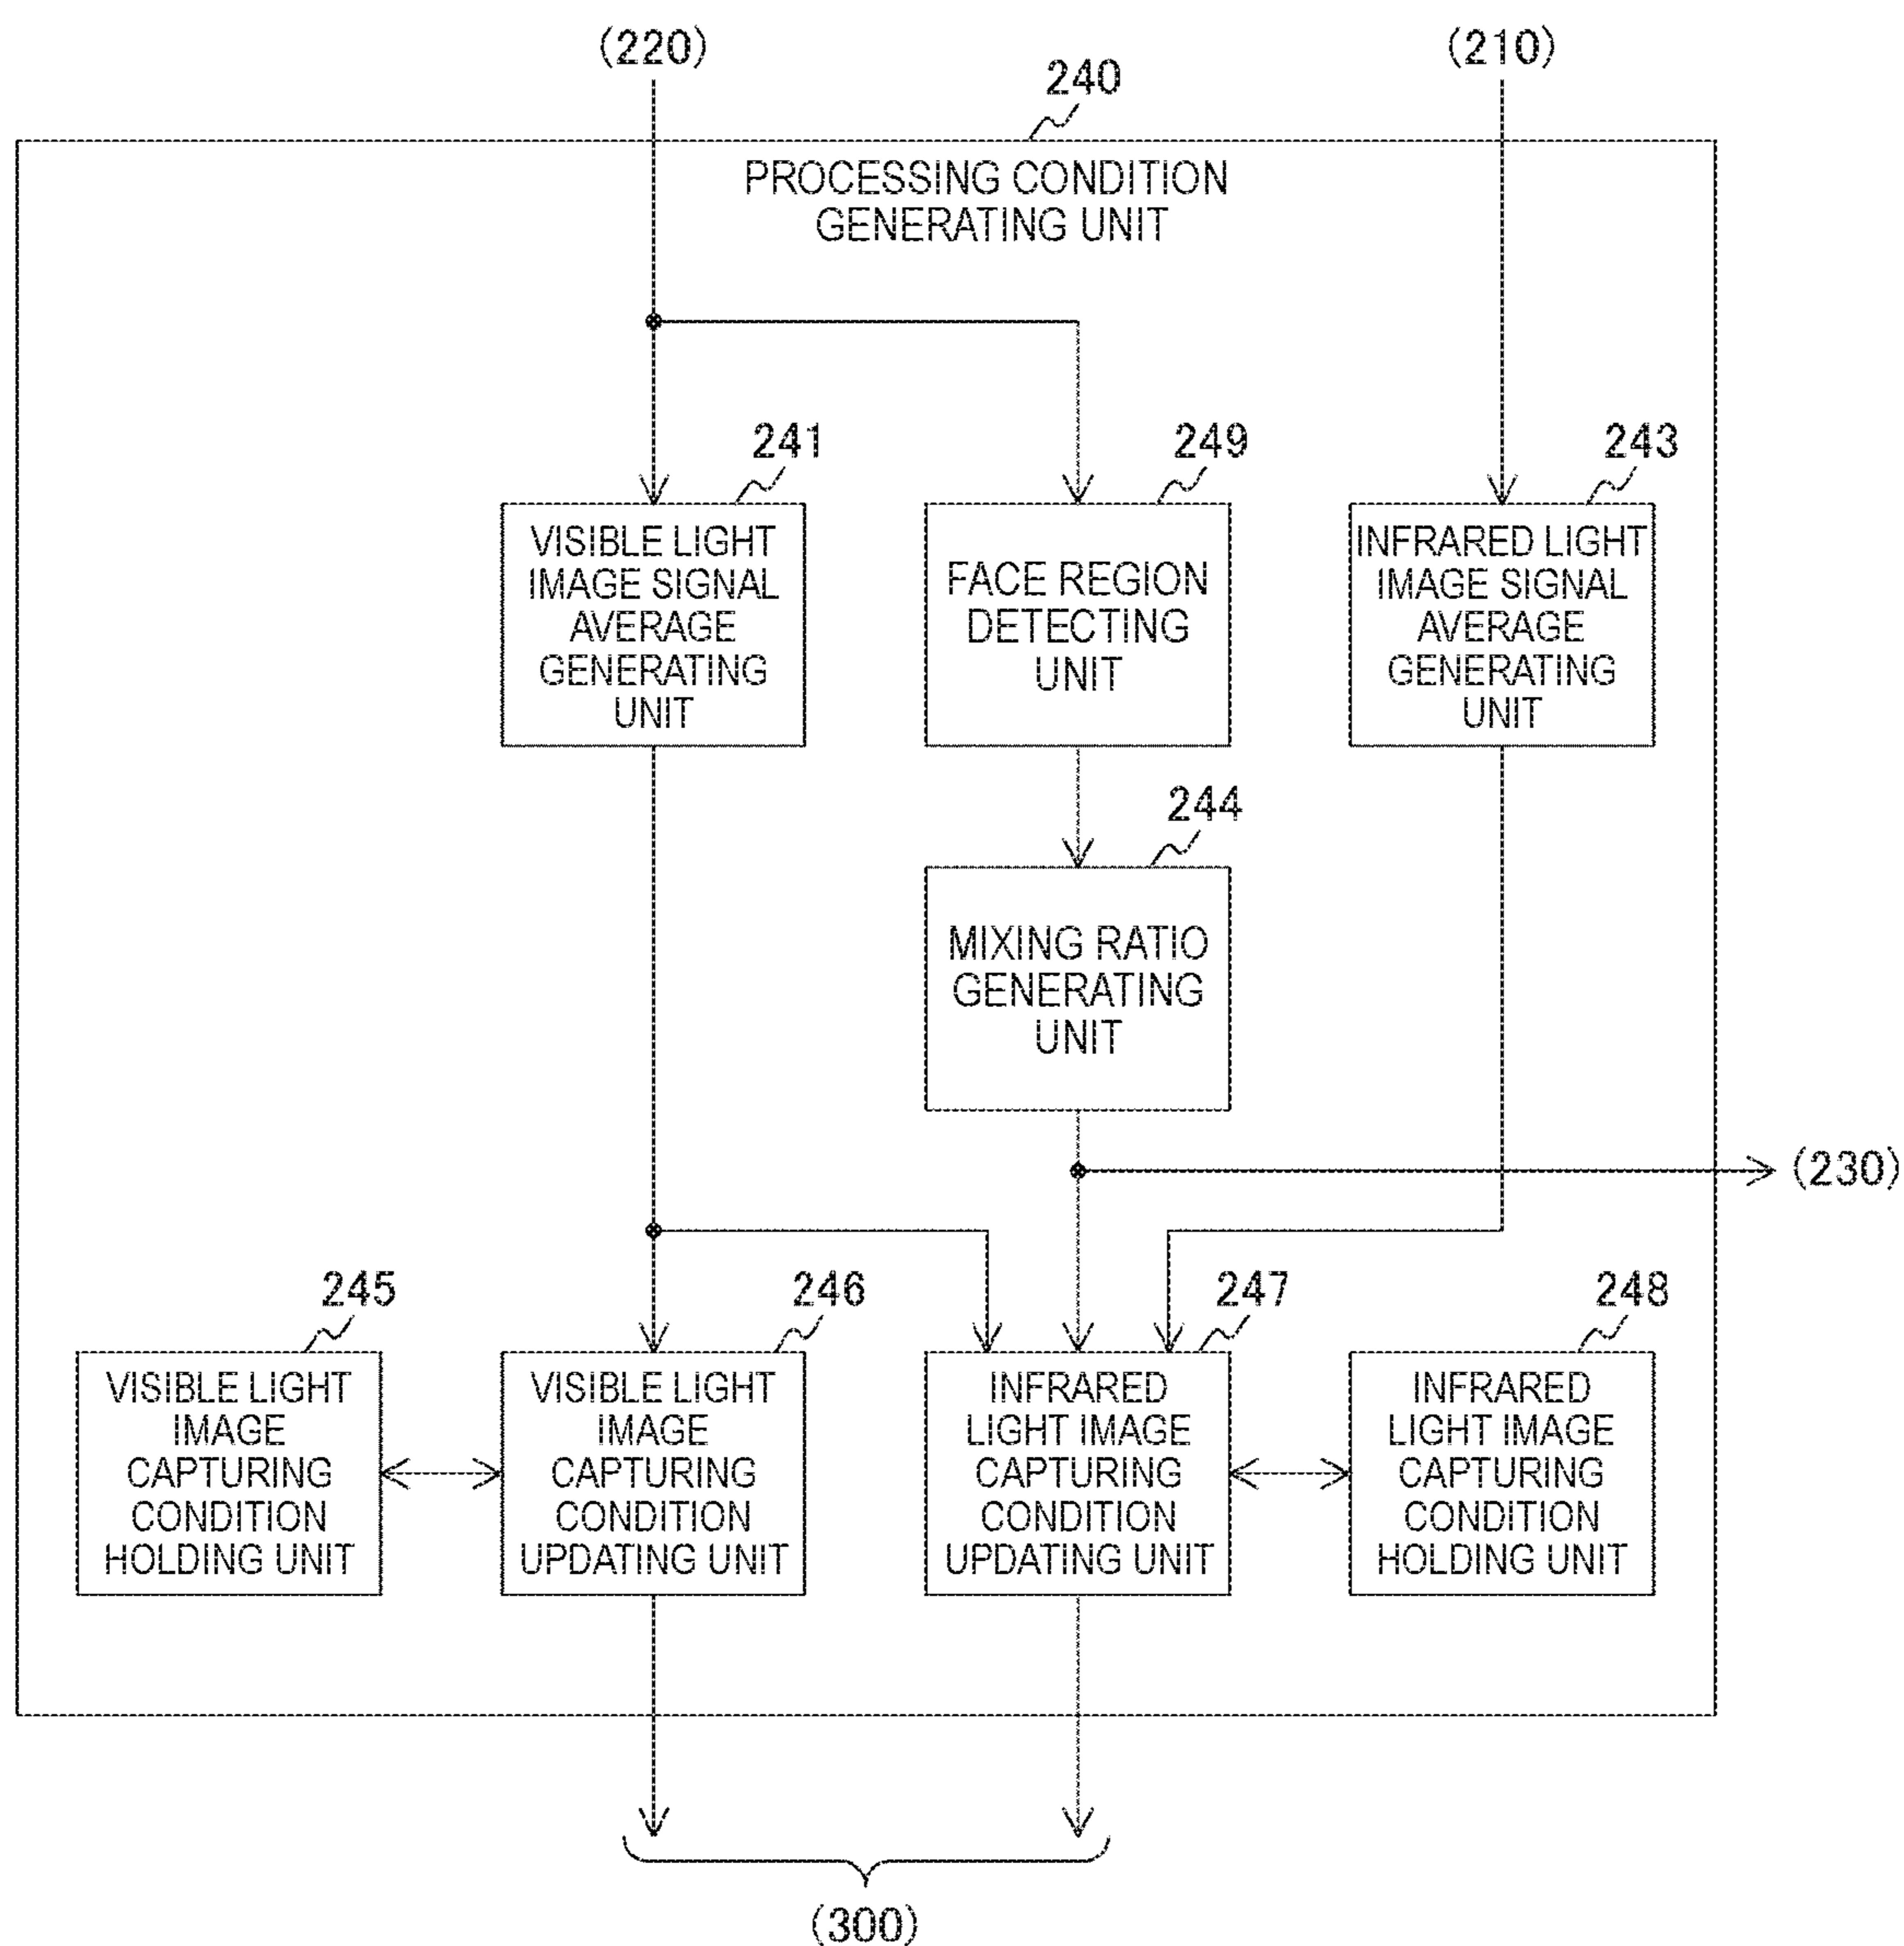 (220)
(210)
240
PROCESSING CONDITION
GENERATING UNIT
241
VISIBLE LIGHT
IMAGE SIGNAL
AVERAGE
GENERATING
UNIT
249
FACE REGION
DETECTING
UNIT
243
INFRARED LIGHT
IMAGE SIGNAL
AVERAGE
GENERATING
UNIT
244
MIXING RATIO
GENERATING
UNIT
(230)
245
VISIBLE LIGHT
IMAGE
CAPTURING
CONDITION
HOLDING UNIT
246
VISIBLE LIGHT
IMAGE
CAPTURING
CONDITION
UPDATING UNIT
247
INFRARED
LIGHT IMAGE
CAPTURING
CONDITION
UPDATING UNIT
248
INFRARED
LIGHT IMAGE
CAPTURING
CONDITION
HOLDING UNIT
(300)